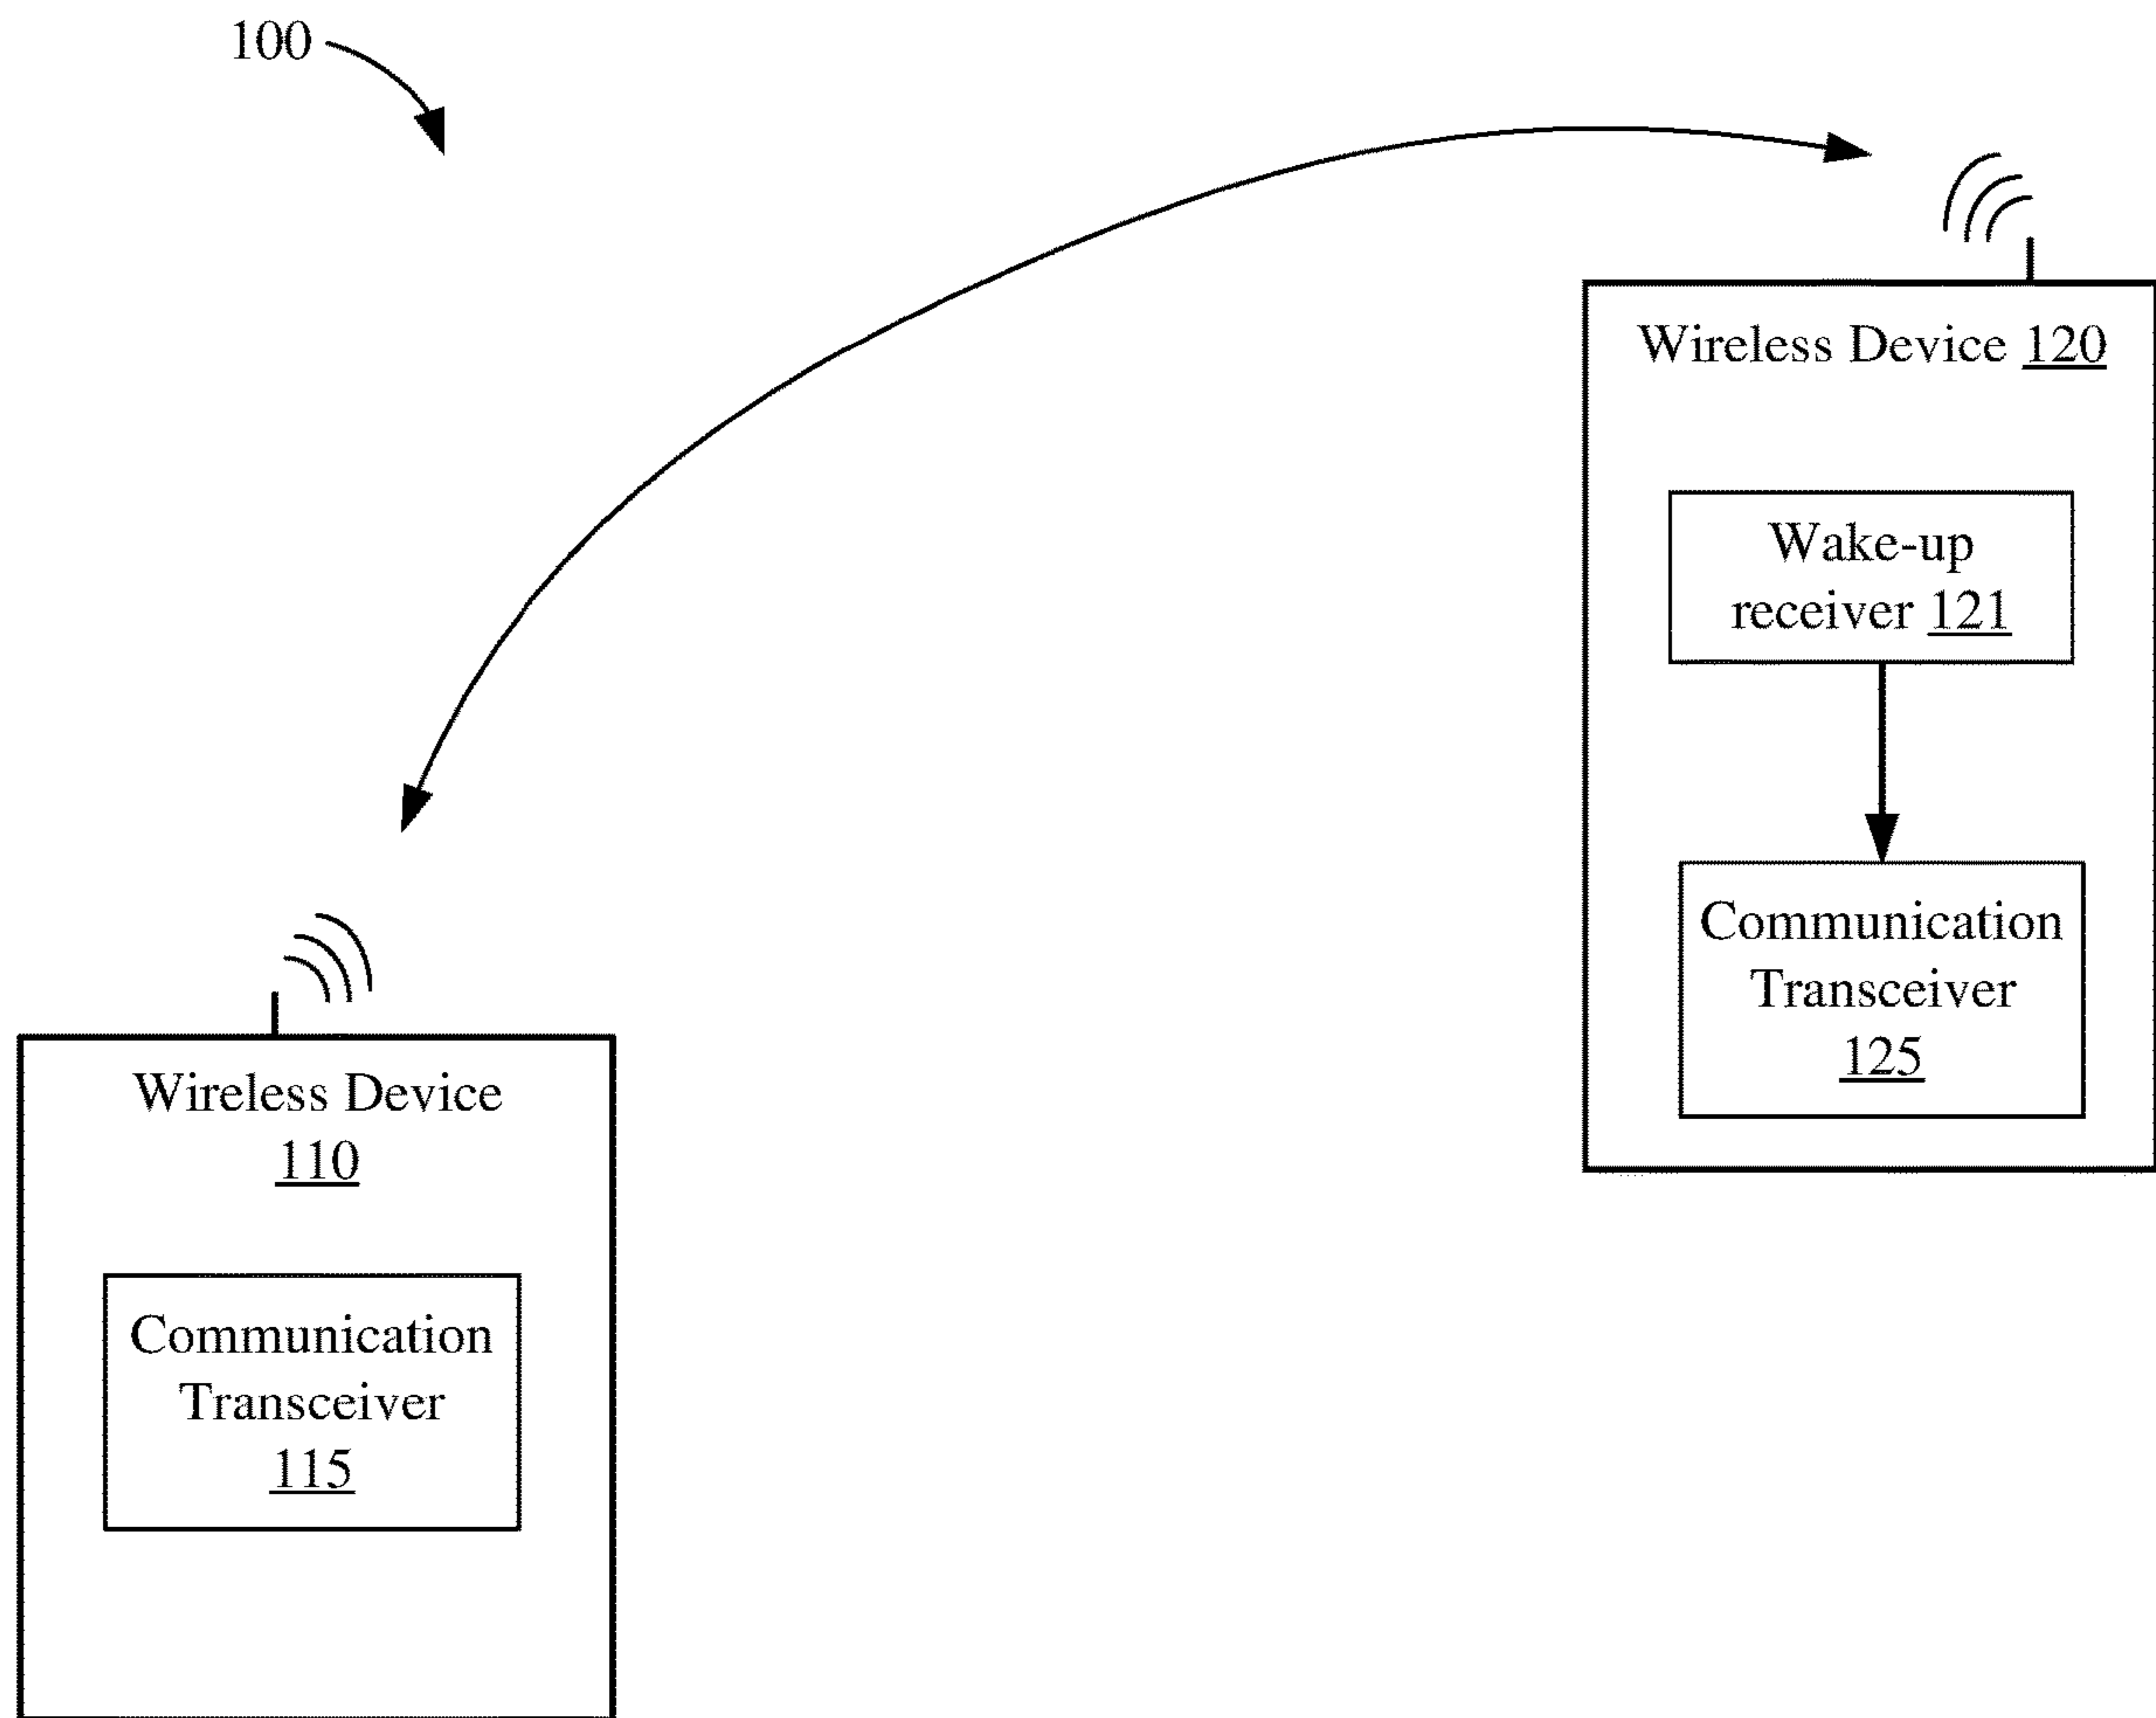 100
Wireless Device 120
Wake-up
receiver 121
Communication
Transceiver
125
Wireless Device
110
Communication
Transceiver
115